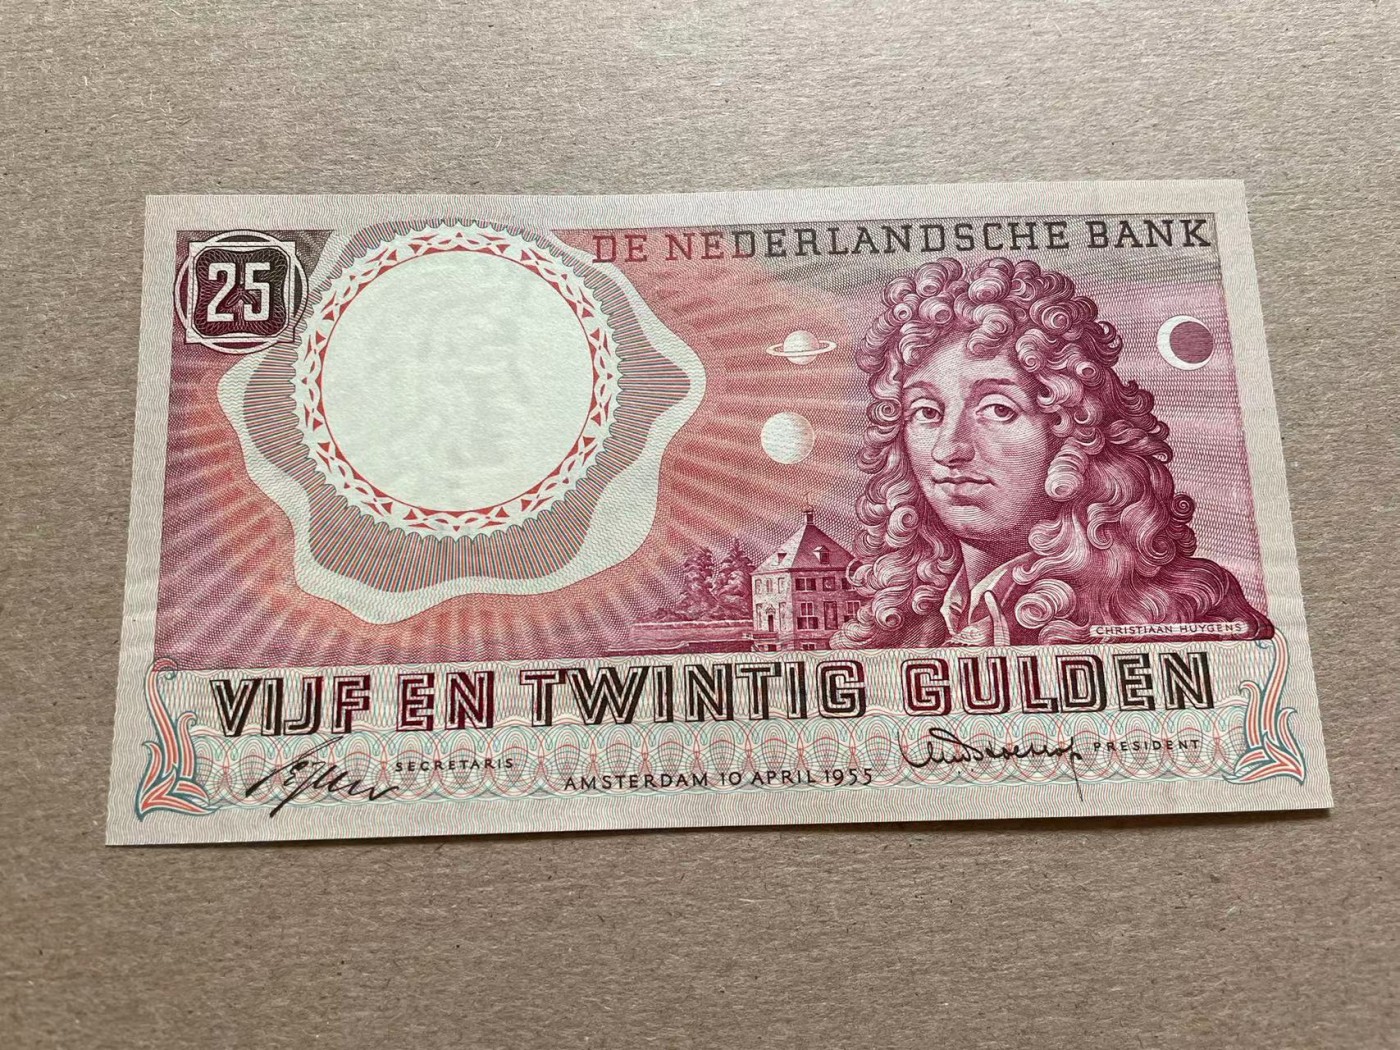 DE NEDERLANDSCHE BANK
25
CHRISTIAAN HUYGENS
VIJF EN TWINTIG GULDEN
SECRETARIS
AMSTERDAM 10 APRIL 1955
PRESIDENT